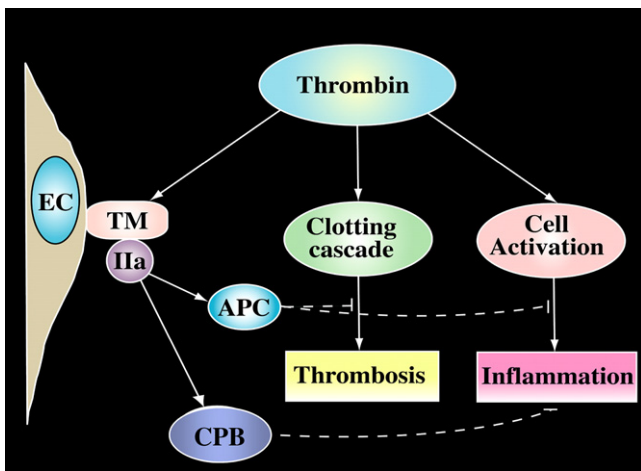 Thrombin
EC
TM
IIa
Clotting
cascade
Cell
Activation
APC
Thrombosis
Inflammation
CPB